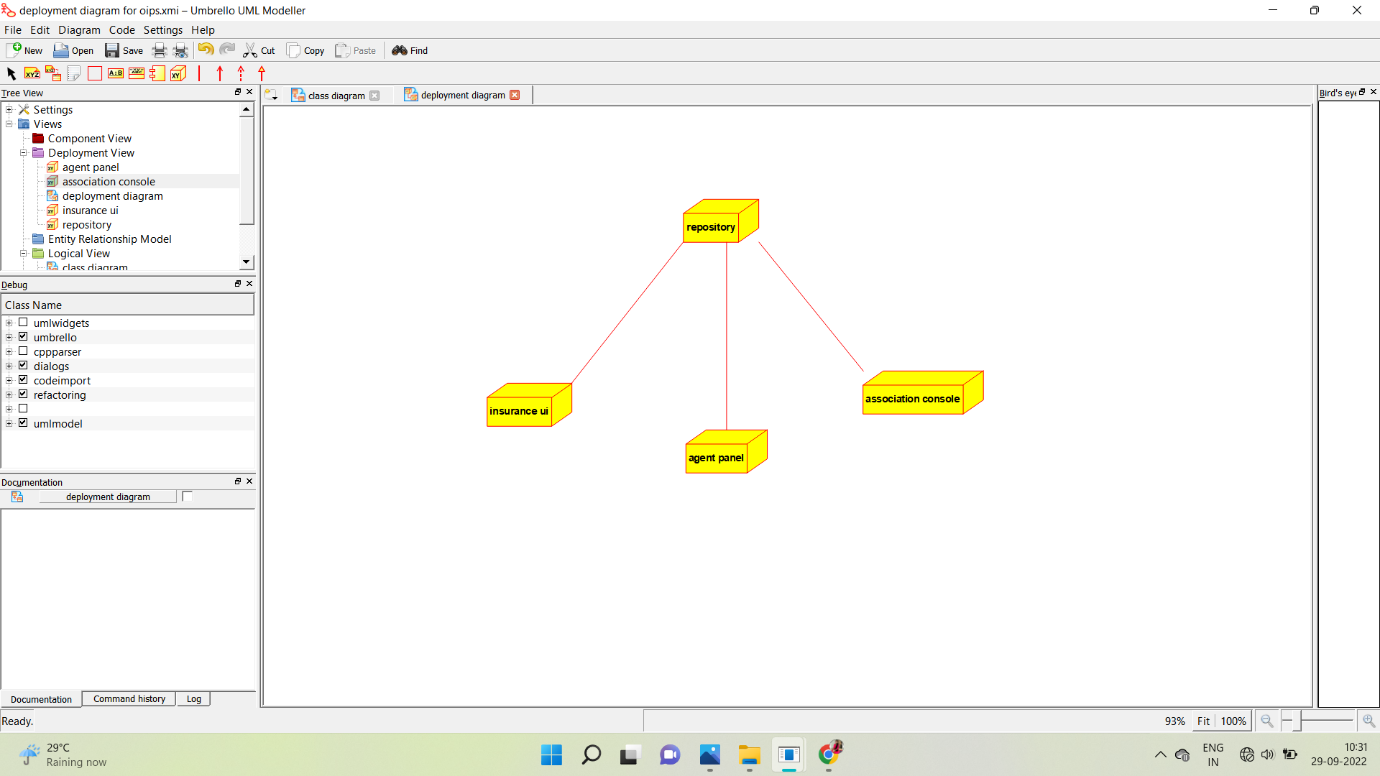 deployment diagram for oips.xmi – Umbrello UML Modeller
File Edit Diagram Code Settings Help
New Open Save Cut Copy Paste Find
Tree View
class diagram
deployment diagram
Settings
Views
Component View
Deployment View
agent panel
association console
deployment diagram
insurance ui
repository
Entity Relationship Model
Logical View
class diagram
Debug
Class Name
umlwidgets
umbrello
cppparser
dialogs
codeimport
refactoring
umlmodel
Documentation
deployment diagram
Documentation Command history Log
repository
insurance ui
association console
agent panel
Bird's eye
Ready.
93% Fit 100%
29°C
Raining now
ENG
IN
10:31
29-09-2022